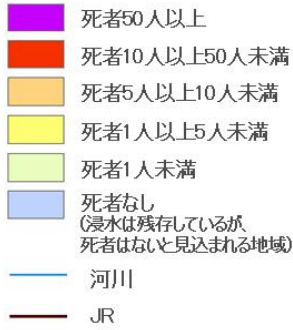 死者50人以上
死者10人以上50人未満
死者5人以上10人未満
死者1人以上5人未満
死者1人未満
死者なし
(浸水は残存しているが、
死者はないと見込まれる地域)
河川
JR